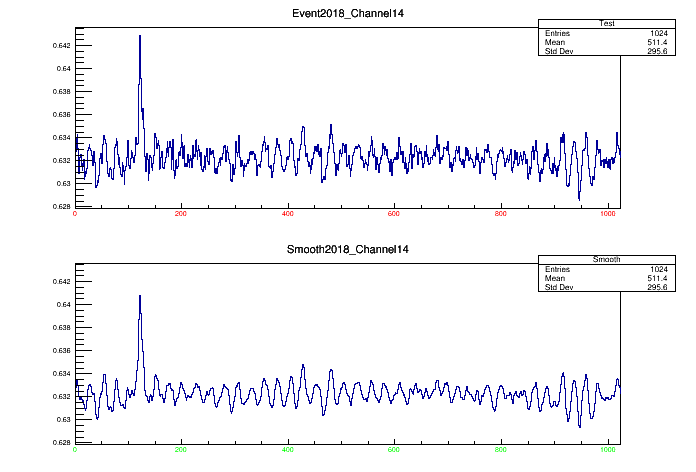 Event2018_Channel14
Test
Entries 1024
Mean 511.4
Std Dev 295.6
0.642
0.64
0.638
0.636
0.634
0.632
0.63
0.628
0 200 400 600 800 1000
Smooth2018_Channel14
Smooth
Entries 1024
Mean 511.4
Std Dev 295.6
0.642
0.64
0.638
0.636
0.634
0.632
0.63
0.628
0 200 400 600 800 1000